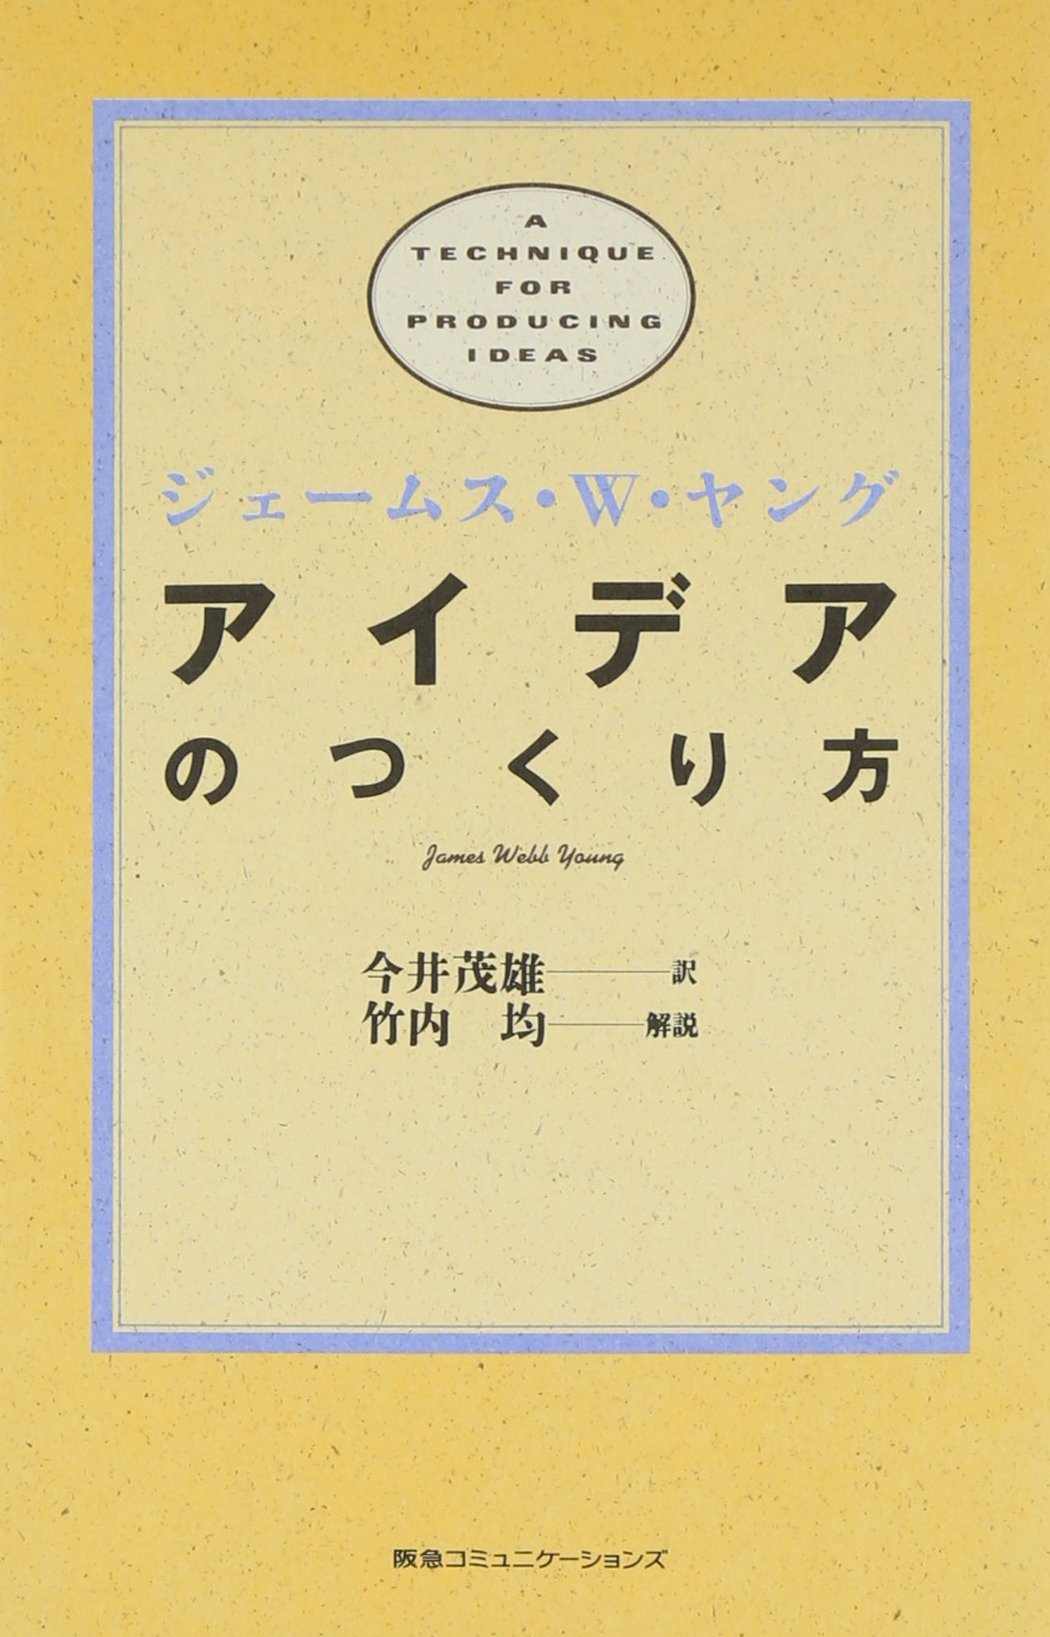 A
TECHNIQUE
FOR
PRODUCING
IDEAS
ジェームス・W・ヤング
アイデア
のつくり方
James Webb Young
今井茂雄――訳
竹内 均――解説
阪急コミュニケーションズ